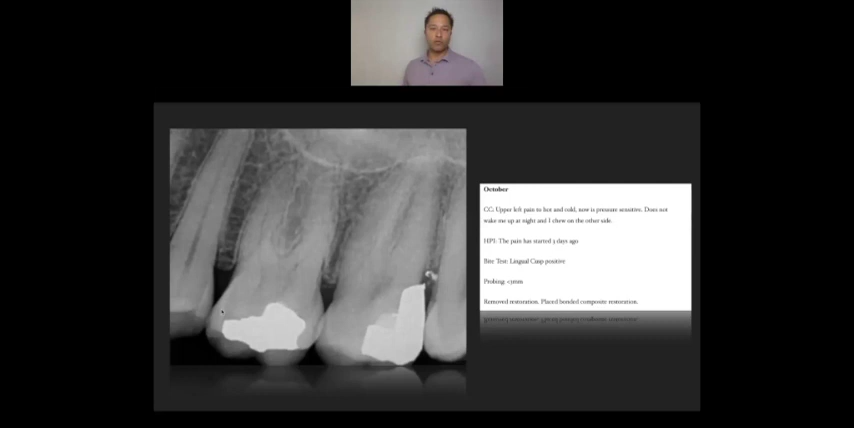 October
CC: Upper left pain to hot and cold, now is pressure sensitive. Does not
wake me up at night and I chew on the other side.
HPI: The pain has started 3 days ago
Bite Test: Lingual Cusp positive
Probing: <3mm
Removed restoration. Placed bonded composite restoration.